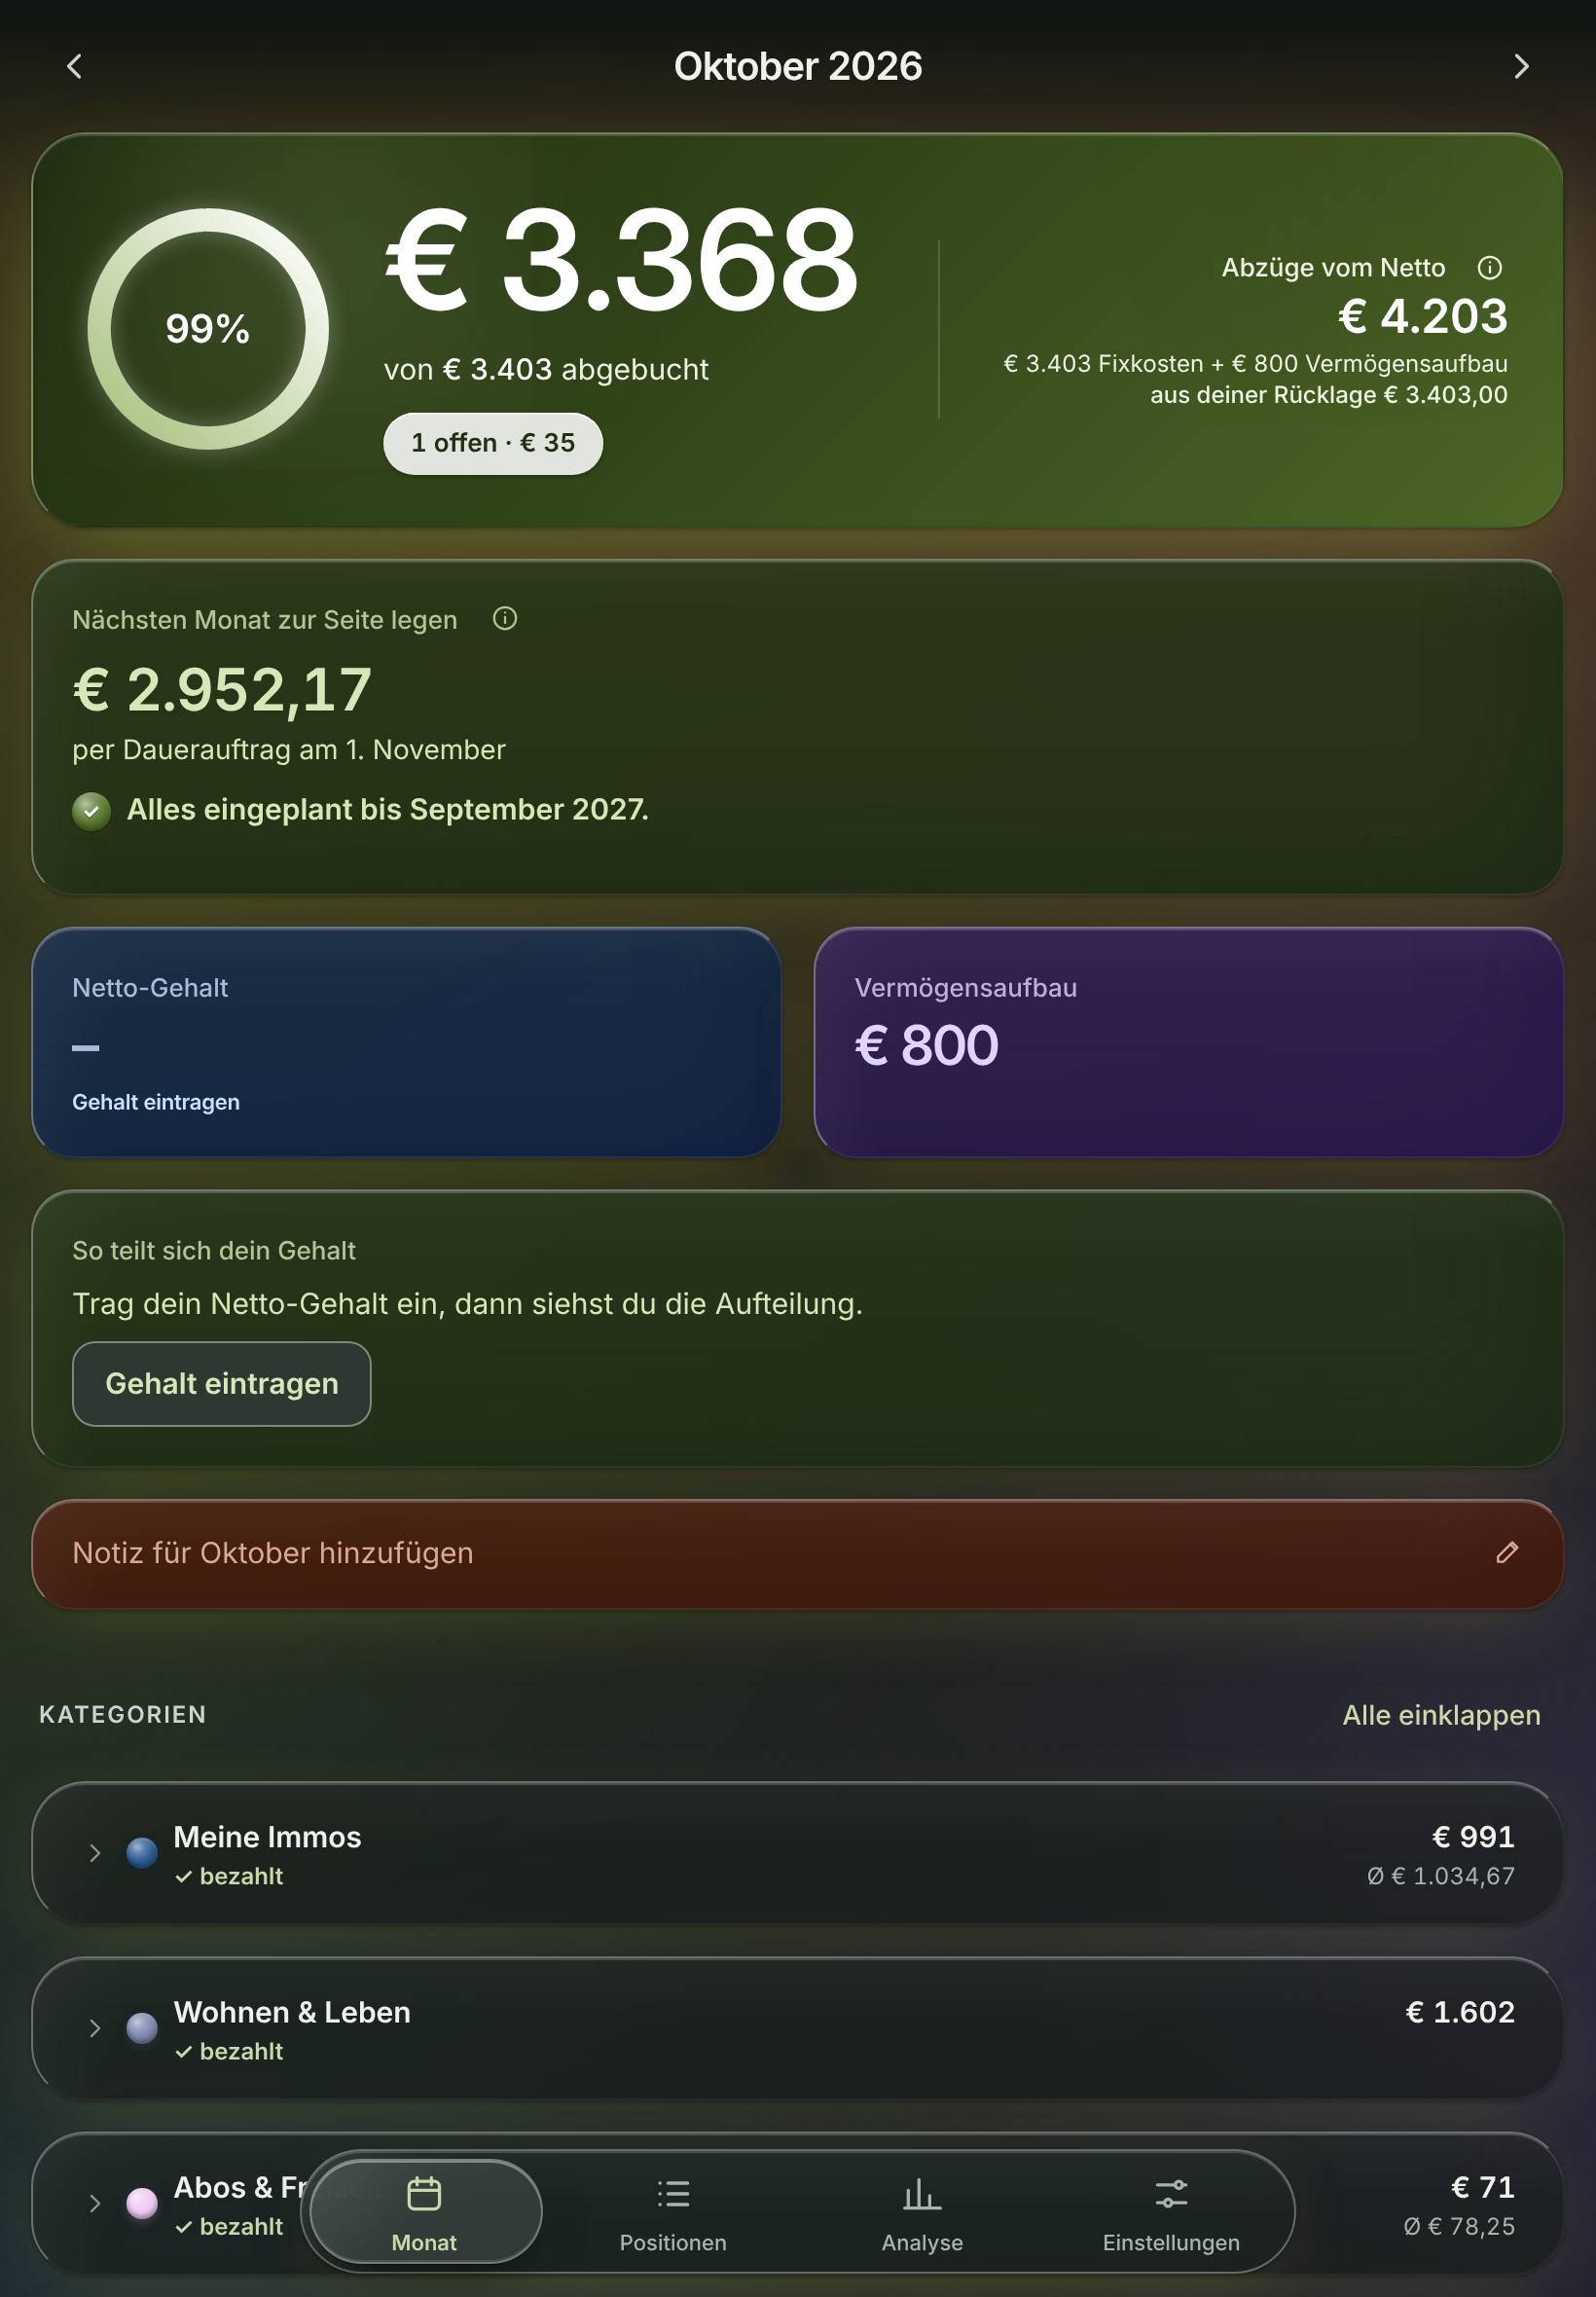 Oktober 2026
99%
€ 3.368
von € 3.403 abgebucht
1 offen · € 35
Abzüge vom Netto
€ 4.203
€ 3.403 Fixkosten + € 800 Vermögensaufbau
aus deiner Rücklage € 3.403,00
Nächsten Monat zur Seite legen
€ 2.952,17
per Dauerauftrag am 1. November
Alles eingeplant bis September 2027.
Netto-Gehalt
–
Gehalt eintragen
Vermögensaufbau
€ 800
So teilt sich dein Gehalt
Trag dein Netto-Gehalt ein, dann siehst du die Aufteilung.
Gehalt eintragen
Notiz für Oktober hinzufügen
KATEGORIEN
Alle einklappen
Meine Immos
✓ bezahlt
€ 991
Ø € 1.034,67
Wohnen & Leben
✓ bezahlt
€ 1.602
Abos &
✓ bezahlt
€ 71
Ø € 78,25
Monat
Positionen
Analyse
Einstellungen